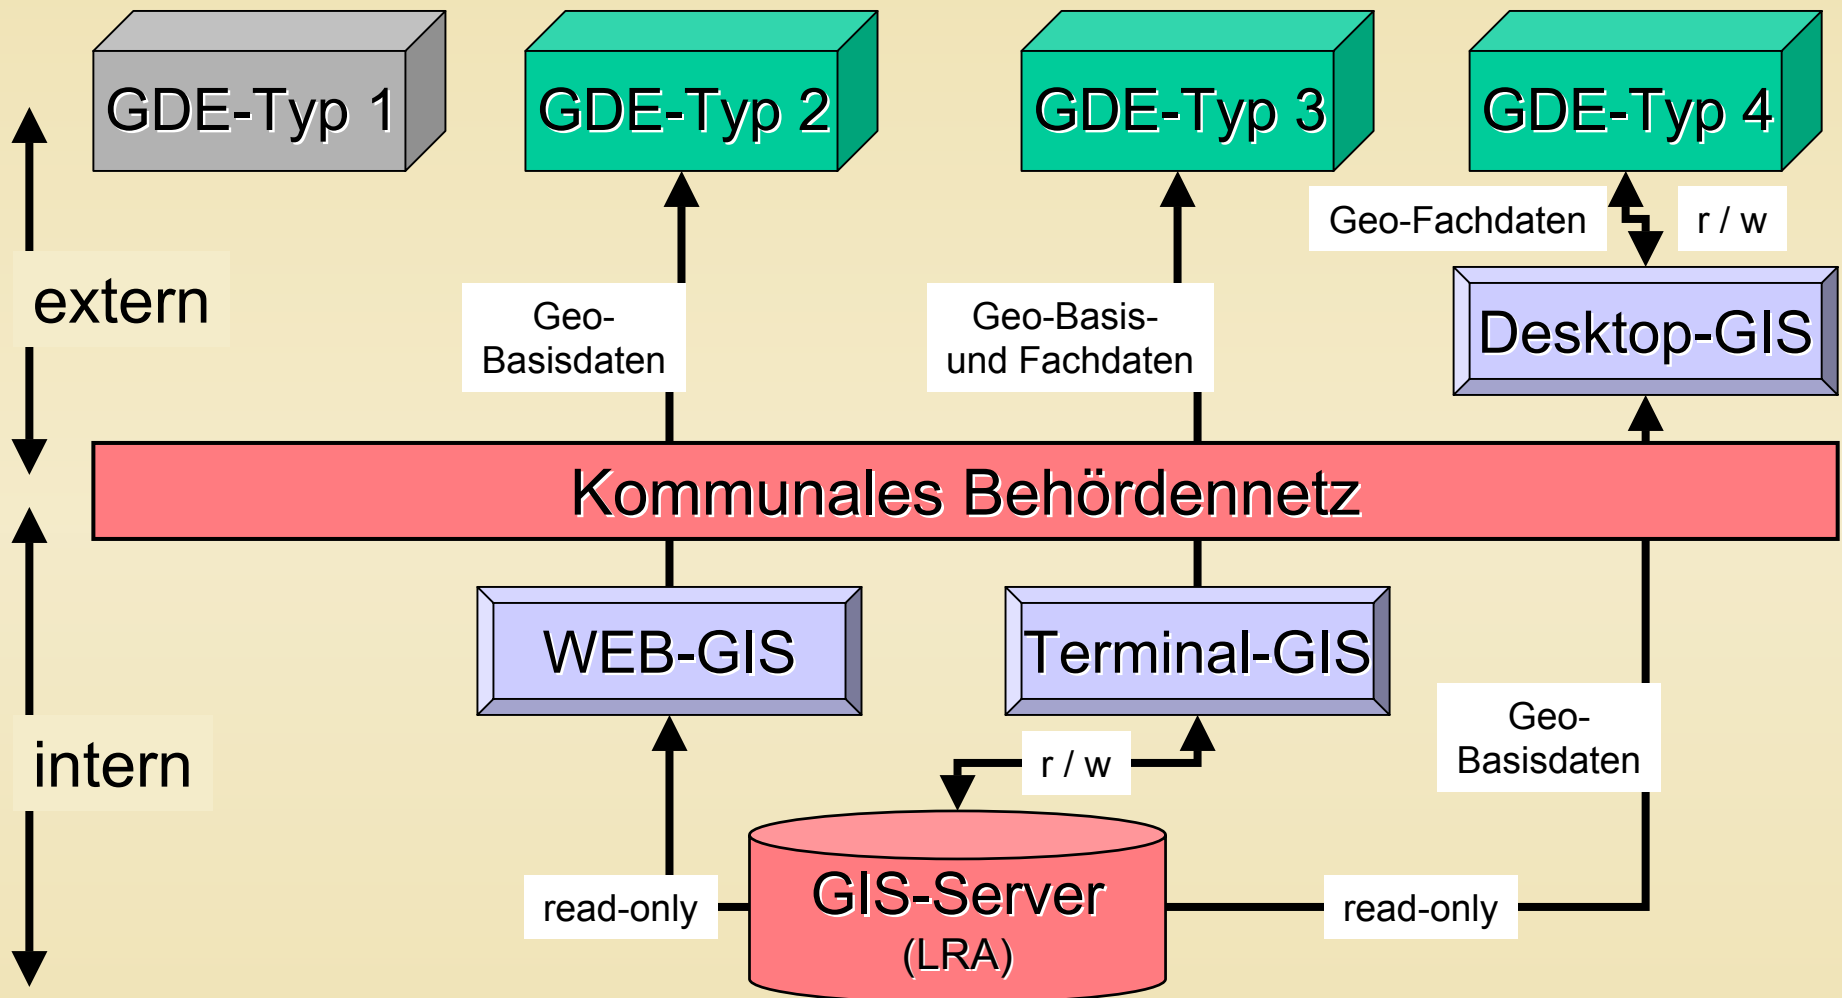 GDE-Typ 1
GDE-Typ 2
GDE-Typ 3
GDE-Typ 4
Geo-Fachdaten
r / w
extern
Geo-
Basisdaten
Geo-Basis-
und Fachdaten
Desktop-GIS
Kommunales Behördennetz
WEB-GIS
Terminal-GIS
intern
r / w
Geo-
Basisdaten
read-only
GIS-Server
(LRA)
read-only